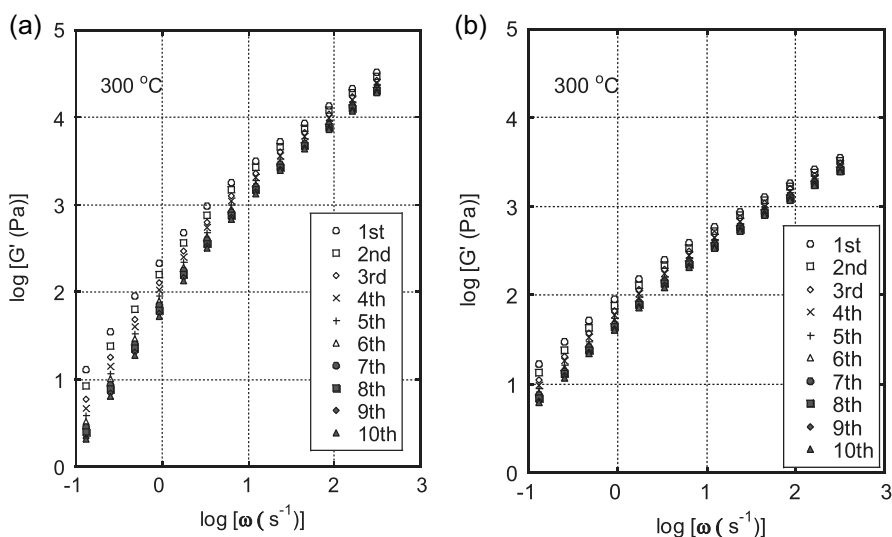 (a)
300 °C
log [G' (Pa)]
5
4
3
2
1
0
-1
0
1
2
3
log [ω ( s⁻¹)]
1st
2nd
3rd
4th
5th
6th
7th
8th
9th
10th
(b)
300 °C
log [G' (Pa)]
5
4
3
2
1
0
-1
0
1
2
3
log [ω ( s⁻¹)]
1st
2nd
3rd
4th
5th
6th
7th
8th
9th
10th